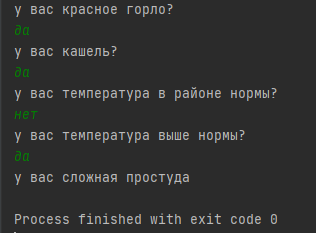 у вас красное горло?
да
у вас кашель?
да
у вас температура в районе нормы?
нет
у вас температура выше нормы?
да
у вас сложная простуда
Process finished with exit code 0